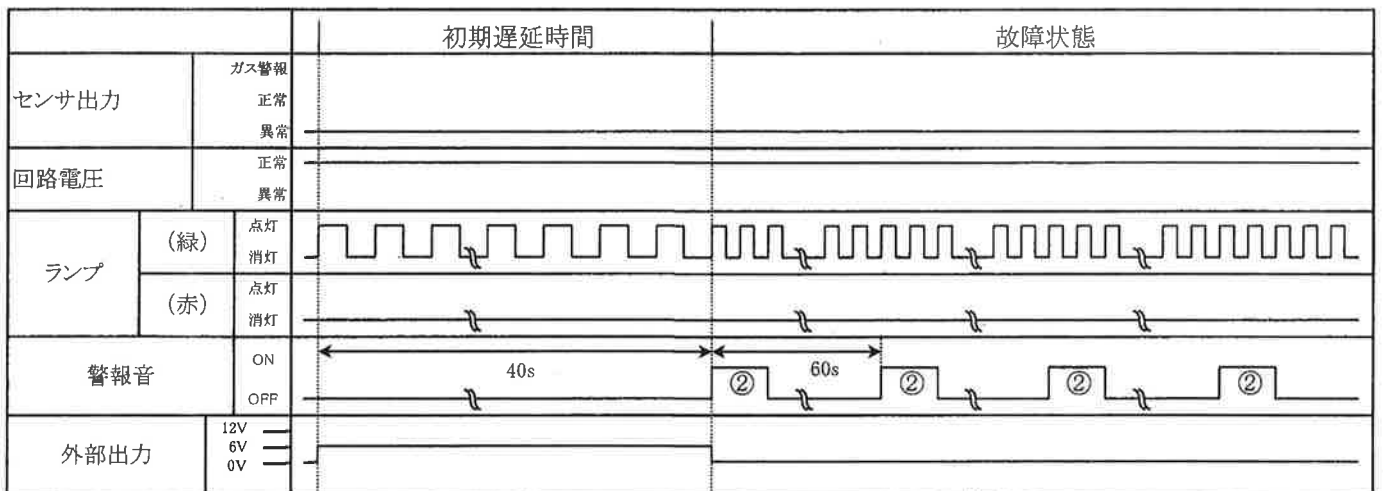 初期遅延時間 故障状態
ガス警報
センサ出力 正常
異常
正常
回路電圧
異常
点灯
(緑)
消灯
ランプ
点灯
(赤)
消灯
ON
警報音 40s 60s
② ② ② ②
OFF
12V
外部出力 6V
0V